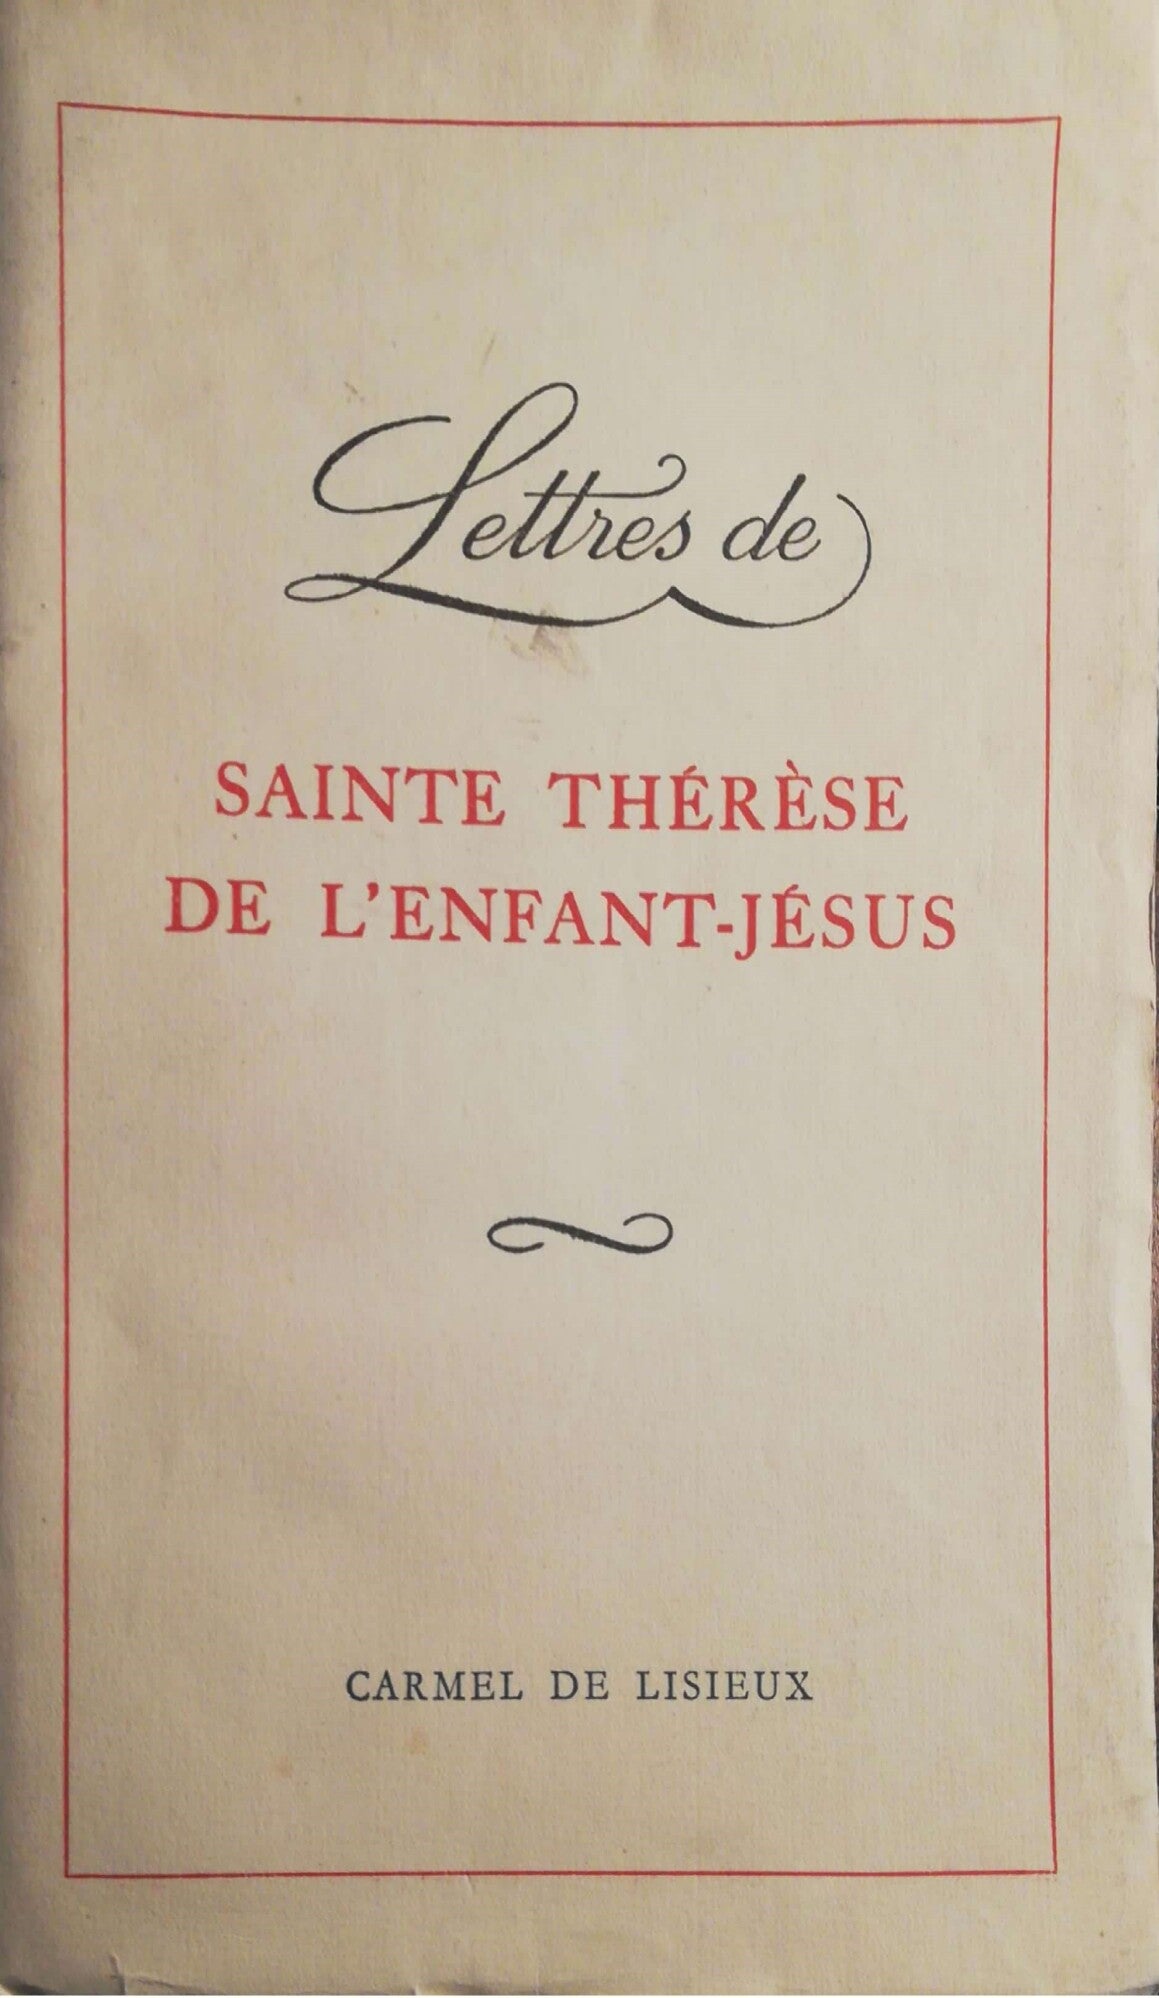 Lettres de
SAINTE THÉRÈSE
DE L'ENFANT-JÉSUS
CARMEL DE LISIEUX